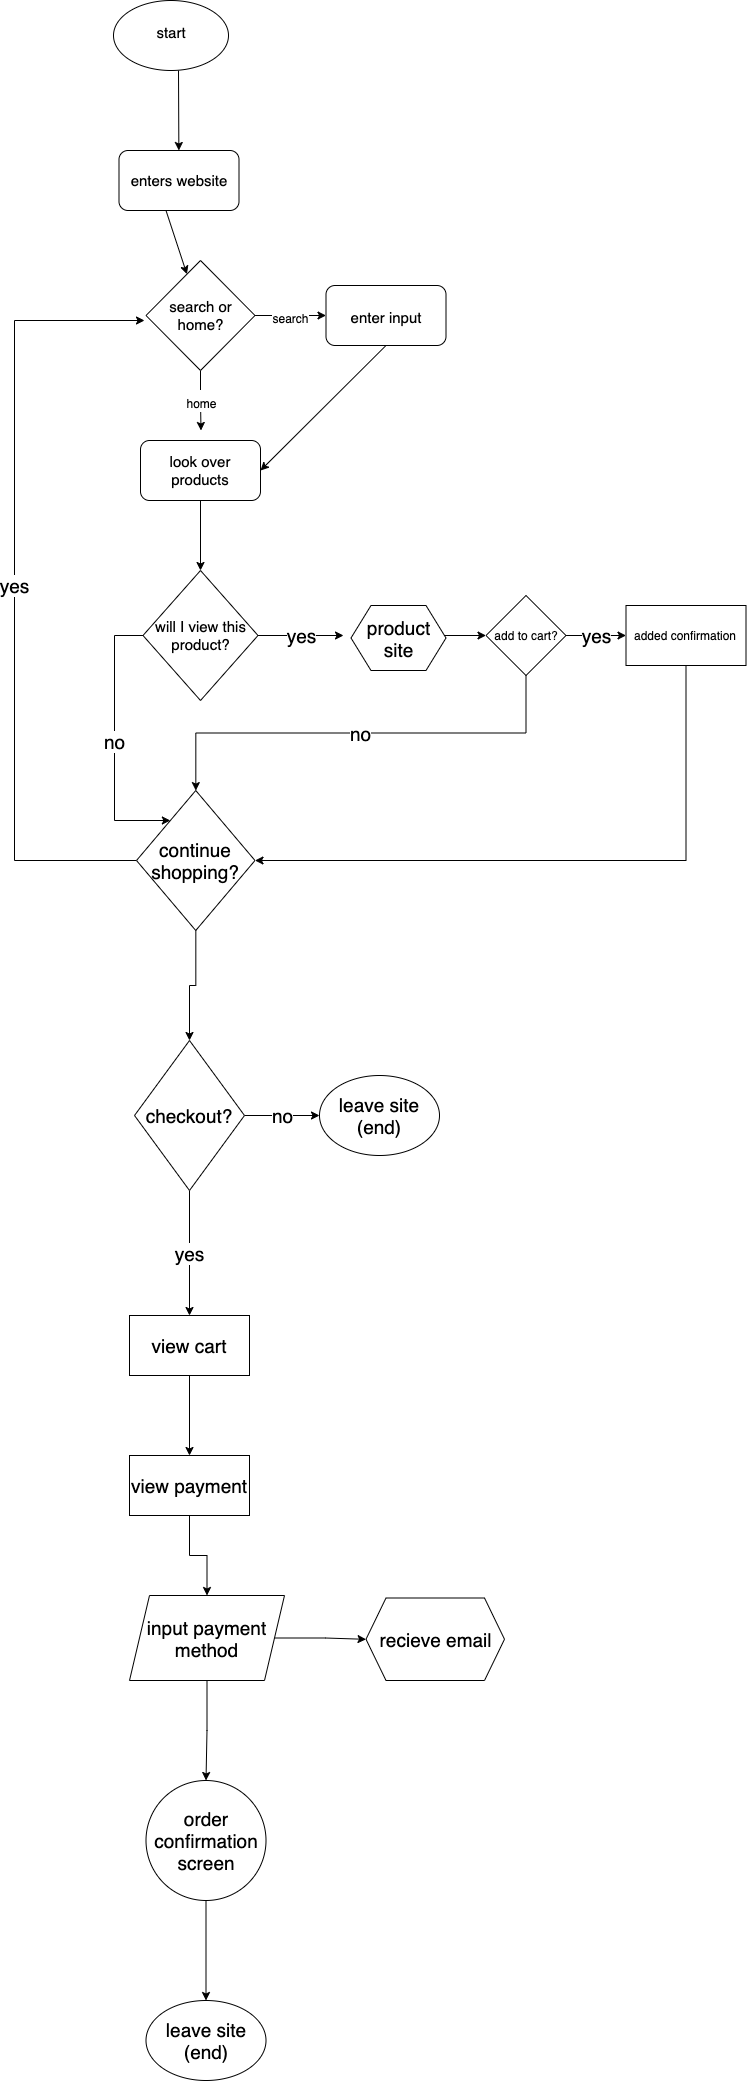 start
enters website
search or
home?
search
enter input
home
look over
products
yes
will I view this
product?
yes
product
site
add to cart?
yes
added confirmation
no
no
continue
shopping?
checkout?
no
leave site
(end)
yes
view cart
view payment
input payment
method
recieve email
order
confirmation
screen
leave site
(end)